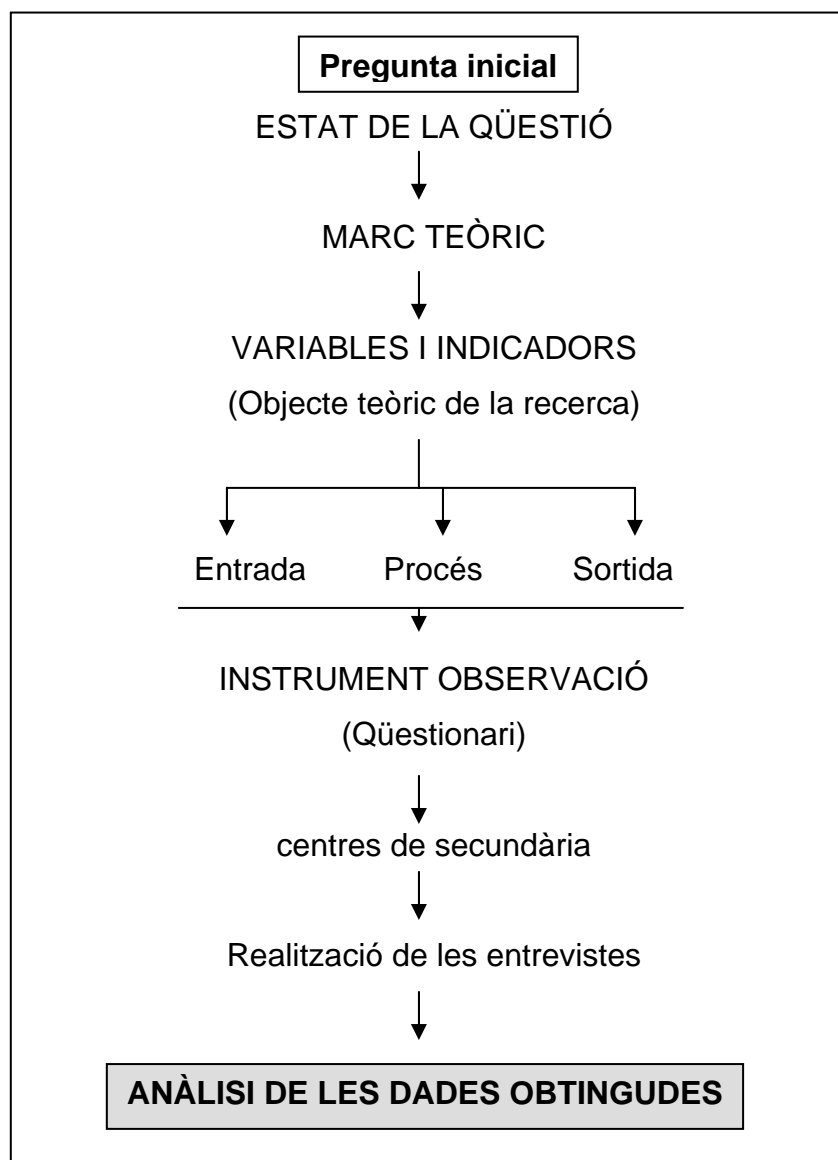 Pregunta inicial
ESTAT DE LA QÜESTIÓ
MARC TEÒRIC
VARIABLES I INDICADORS
(Objecte teòric de la recerca)
Entrada Procés Sortida
INSTRUMENT OBSERVACIÓ
(Qüestionari)
centres de secundària
Realització de les entrevistes
ANÀLISI DE LES DADES OBTINGUDES